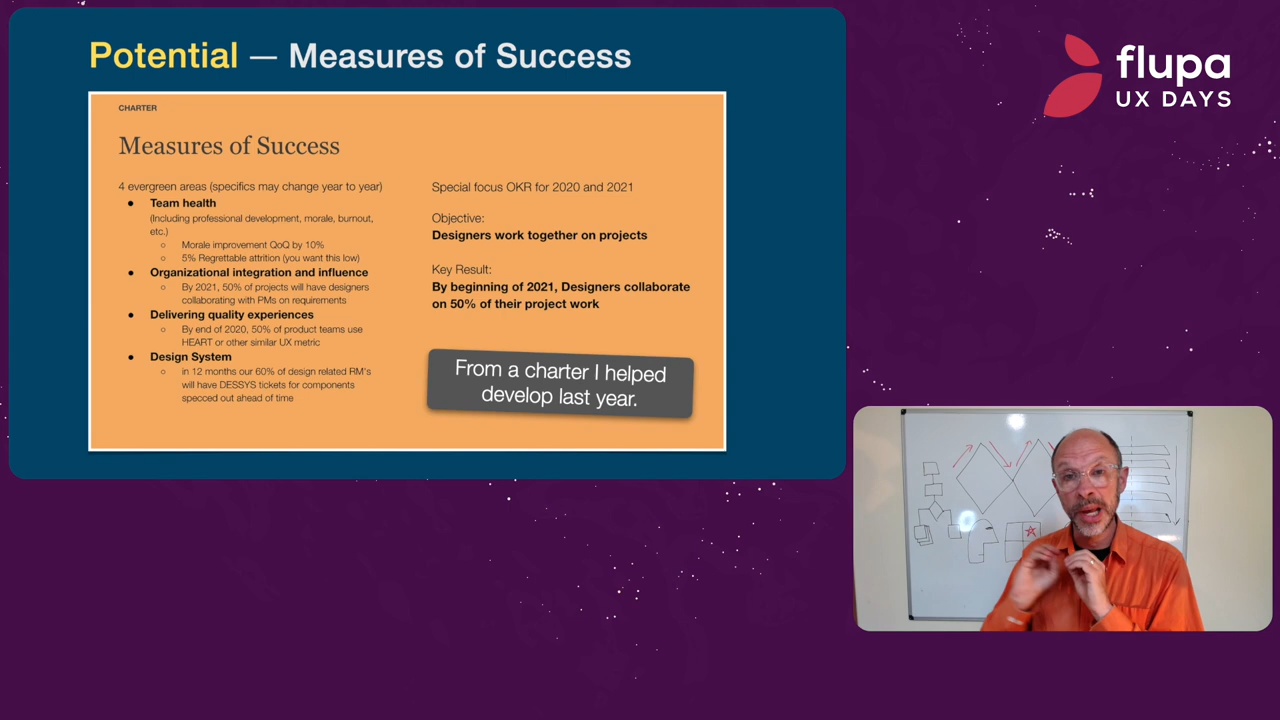 Potential — Measures of Success
CHARTER
Measures of Success
4 evergreen areas (specifics may change year to year)
● Team health
(Including professional development, morale, burnout,
etc.)
○ Morale improvement QoQ by 10%
○ 5% Regrettable attrition (you want this low)
● Organizational integration and influence
○ By 2021, 50% of projects will have designers
collaborating with PMs on requirements
● Delivering quality experiences
○ By end of 2020, 50% of product teams use
HEART or other similar UX metric
● Design System
○ in 12 months our 60% of design related RM's
will have DESSYS tickets for components
specced out ahead of time
Special focus OKR for 2020 and 2021
Objective:
Designers work together on projects
Key Result:
By beginning of 2021, Designers collaborate
on 50% of their project work
From a charter I helped
develop last year.
flupa
UX DAYS